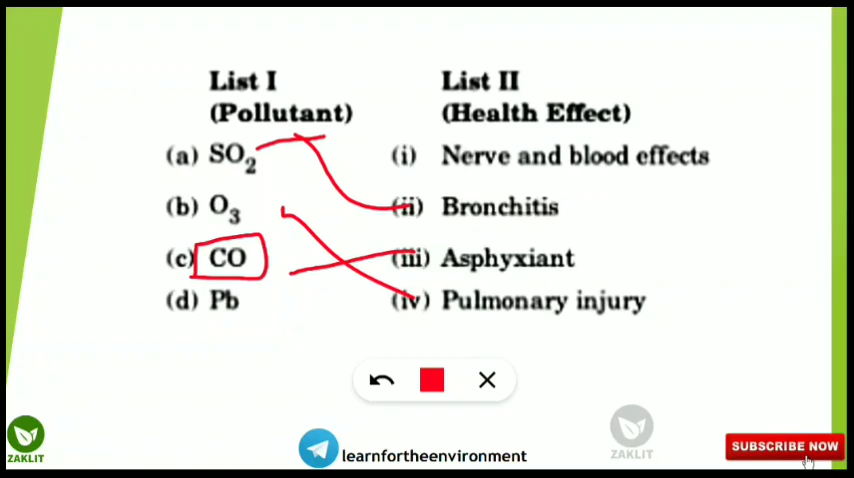 List I List II
(Pollutant) (Health Effect)
(a) SO₂ (i) Nerve and blood effects
(b) O₃ (ii) Bronchitis
(c) CO (iii) Asphyxiant
(d) Pb (iv) Pulmonary injury
ZAKLIT
learnfortheenvironment
ZAKLIT
SUBSCRIBE NOW